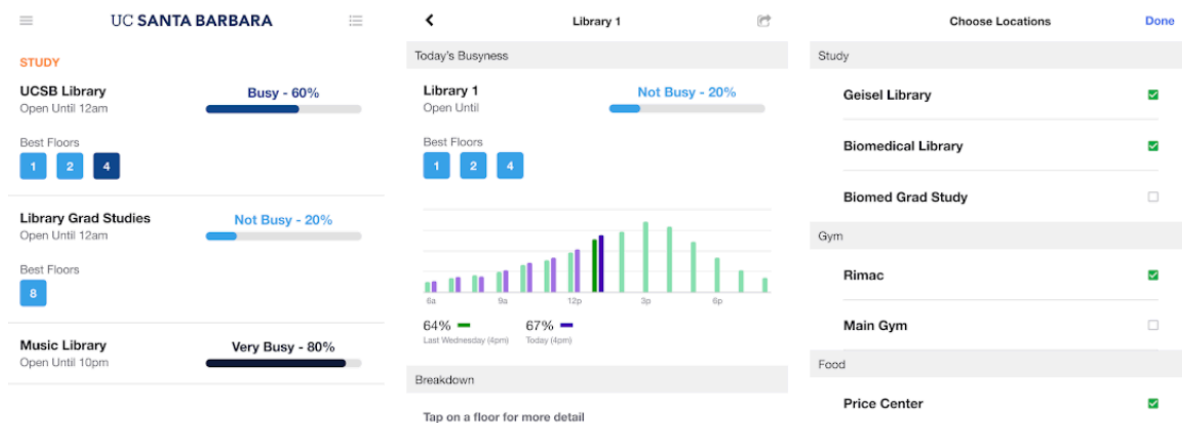 UC SANTA BARBARA
STUDY
UCSB Library
Busy - 60%
Open Until 12am
Best Floors
1 2 4
Library Grad Studies
Not Busy - 20%
Open Until 12am
Best Floors
8
Music Library
Very Busy - 80%
Open Until 10pm
Library 1
Today's Busyness
Library 1
Not Busy - 20%
Open Until
Best Floors
1 2 4
6a 9a 12p 3p 6p
64% 67%
Last Wednesday (4pm) Today (4pm)
Breakdown
Tap on a floor for more detail
Choose Locations Done
Study
Geisel Library
Biomedical Library
Biomed Grad Study
Gym
Rimac
Main Gym
Food
Price Center